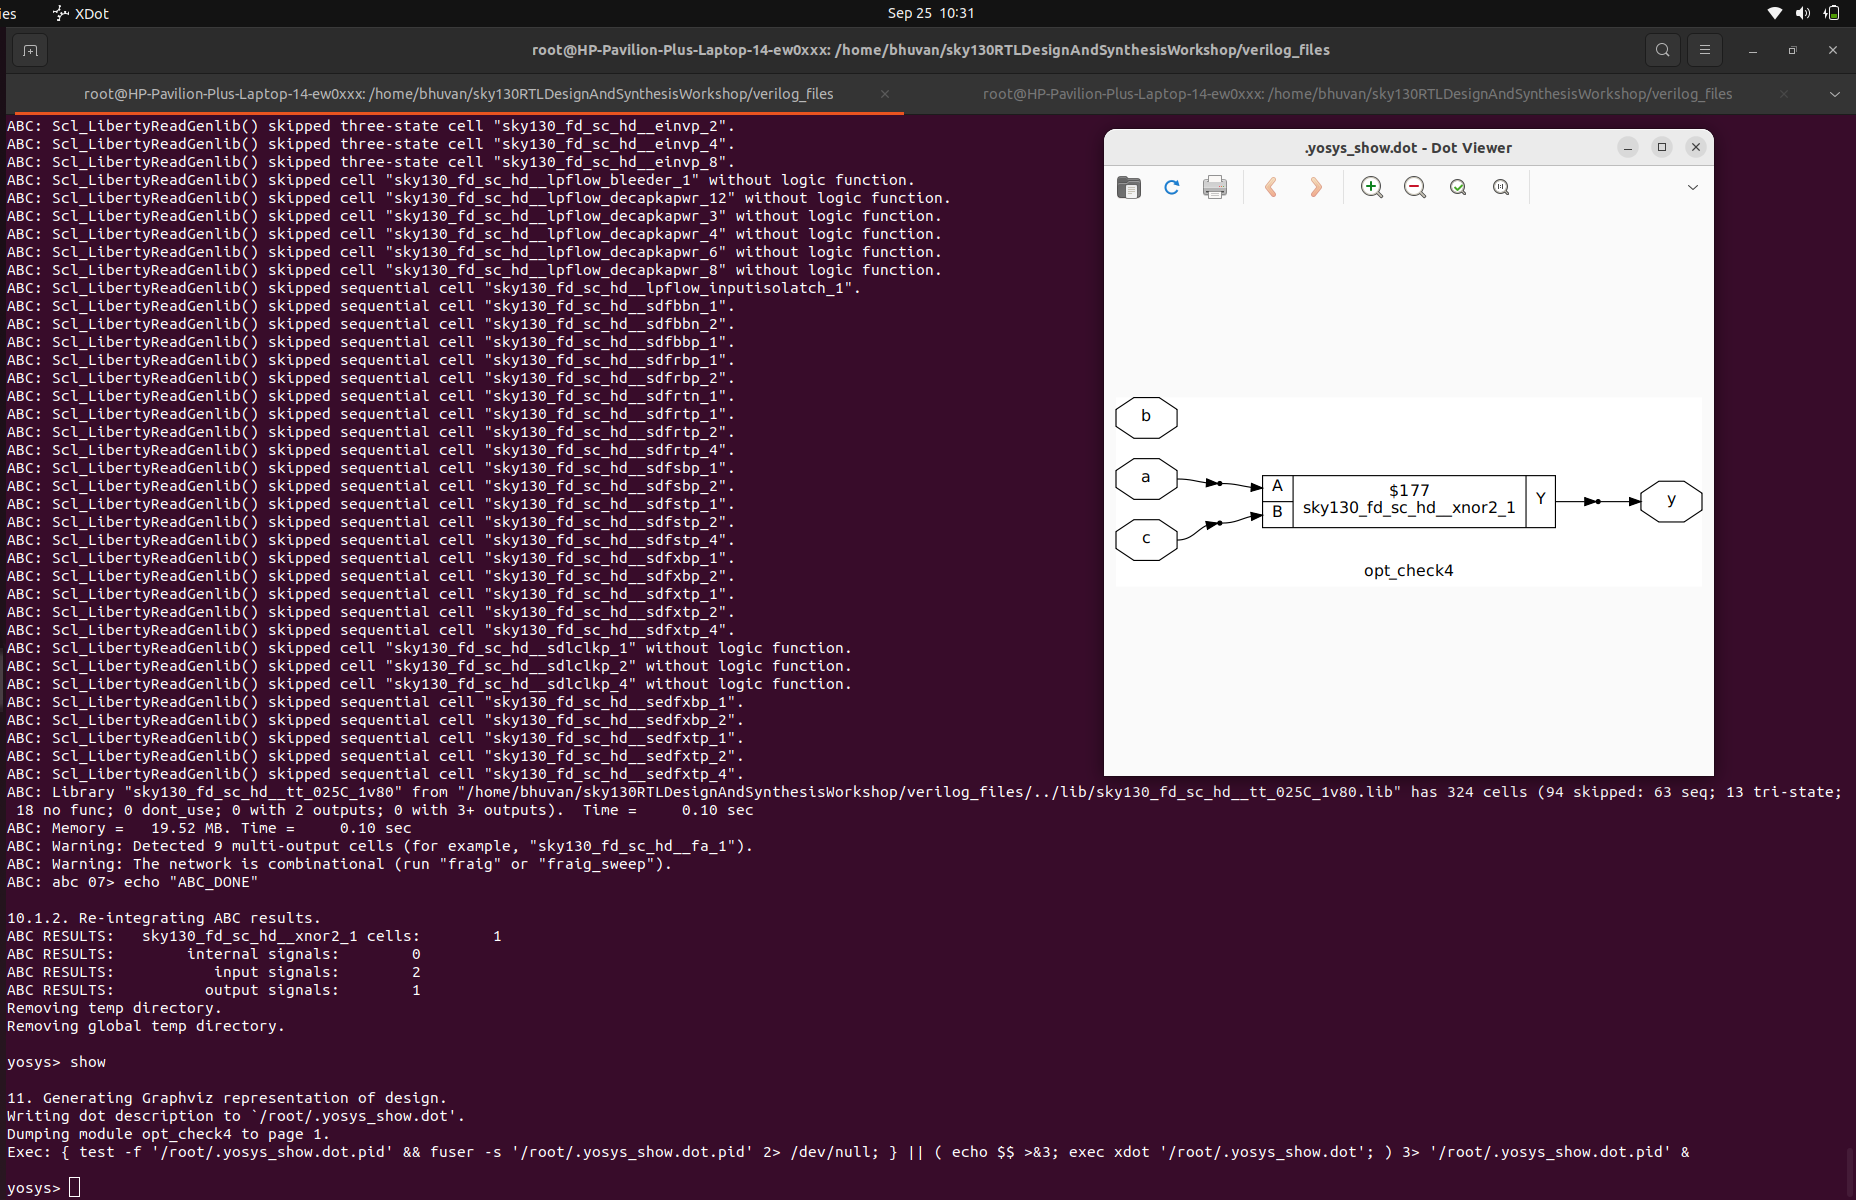 ies XDot Sep 25 10:31
root@HP-Pavilion-Plus-Laptop-14-ew0xxx: /home/bhuvan/sky130RTLDesignAndSynthesisWorkshop/verilog_files
root@HP-Pavilion-Plus-Laptop-14-ew0xxx: /home/bhuvan/sky130RTLDesignAndSynthesisWorkshop/verilog_files
root@HP-Pavilion-Plus-Laptop-14-ew0xxx: /home/bhuvan/sky130RTLDesignAndSynthesisWorkshop/verilog_files
ABC: Scl_LibertyReadGenlib() skipped three-state cell "sky130_fd_sc_hd__einvp_2".
ABC: Scl_LibertyReadGenlib() skipped three-state cell "sky130_fd_sc_hd__einvp_4".
ABC: Scl_LibertyReadGenlib() skipped three-state cell "sky130_fd_sc_hd__einvp_8".
ABC: Scl_LibertyReadGenlib() skipped cell "sky130_fd_sc_hd__lpflow_bleeder_1" without logic function.
ABC: Scl_LibertyReadGenlib() skipped cell "sky130_fd_sc_hd__lpflow_decapkapwr_12" without logic function.
ABC: Scl_LibertyReadGenlib() skipped cell "sky130_fd_sc_hd__lpflow_decapkapwr_3" without logic function.
ABC: Scl_LibertyReadGenlib() skipped cell "sky130_fd_sc_hd__lpflow_decapkapwr_4" without logic function.
ABC: Scl_LibertyReadGenlib() skipped cell "sky130_fd_sc_hd__lpflow_decapkapwr_6" without logic function.
ABC: Scl_LibertyReadGenlib() skipped cell "sky130_fd_sc_hd__lpflow_decapkapwr_8" without logic function.
ABC: Scl_LibertyReadGenlib() skipped sequential cell "sky130_fd_sc_hd__lpflow_inputisolatch_1".
ABC: Scl_LibertyReadGenlib() skipped sequential cell "sky130_fd_sc_hd__sdfbbn_1".
ABC: Scl_LibertyReadGenlib() skipped sequential cell "sky130_fd_sc_hd__sdfbbn_2".
ABC: Scl_LibertyReadGenlib() skipped sequential cell "sky130_fd_sc_hd__sdfbbp_1".
ABC: Scl_LibertyReadGenlib() skipped sequential cell "sky130_fd_sc_hd__sdfrbp_1".
ABC: Scl_LibertyReadGenlib() skipped sequential cell "sky130_fd_sc_hd__sdfrbp_2".
ABC: Scl_LibertyReadGenlib() skipped sequential cell "sky130_fd_sc_hd__sdfrtn_1".
ABC: Scl_LibertyReadGenlib() skipped sequential cell "sky130_fd_sc_hd__sdfrtp_1".
ABC: Scl_LibertyReadGenlib() skipped sequential cell "sky130_fd_sc_hd__sdfrtp_2".
ABC: Scl_LibertyReadGenlib() skipped sequential cell "sky130_fd_sc_hd__sdfrtp_4".
ABC: Scl_LibertyReadGenlib() skipped sequential cell "sky130_fd_sc_hd__sdfsbp_1".
ABC: Scl_LibertyReadGenlib() skipped sequential cell "sky130_fd_sc_hd__sdfsbp_2".
ABC: Scl_LibertyReadGenlib() skipped sequential cell "sky130_fd_sc_hd__sdfstp_1".
ABC: Scl_LibertyReadGenlib() skipped sequential cell "sky130_fd_sc_hd__sdfstp_2".
ABC: Scl_LibertyReadGenlib() skipped sequential cell "sky130_fd_sc_hd__sdfstp_4".
ABC: Scl_LibertyReadGenlib() skipped sequential cell "sky130_fd_sc_hd__sdfxbp_1".
ABC: Scl_LibertyReadGenlib() skipped sequential cell "sky130_fd_sc_hd__sdfxbp_2".
ABC: Scl_LibertyReadGenlib() skipped sequential cell "sky130_fd_sc_hd__sdfxtp_1".
ABC: Scl_LibertyReadGenlib() skipped sequential cell "sky130_fd_sc_hd__sdfxtp_2".
ABC: Scl_LibertyReadGenlib() skipped sequential cell "sky130_fd_sc_hd__sdfxtp_4".
ABC: Scl_LibertyReadGenlib() skipped cell "sky130_fd_sc_hd__sdlclkp_1" without logic function.
ABC: Scl_LibertyReadGenlib() skipped cell "sky130_fd_sc_hd__sdlclkp_2" without logic function.
ABC: Scl_LibertyReadGenlib() skipped cell "sky130_fd_sc_hd__sdlclkp_4" without logic function.
ABC: Scl_LibertyReadGenlib() skipped sequential cell "sky130_fd_sc_hd__sedfxbp_1".
ABC: Scl_LibertyReadGenlib() skipped sequential cell "sky130_fd_sc_hd__sedfxbp_2".
ABC: Scl_LibertyReadGenlib() skipped sequential cell "sky130_fd_sc_hd__sedfxtp_1".
ABC: Scl_LibertyReadGenlib() skipped sequential cell "sky130_fd_sc_hd__sedfxtp_2".
ABC: Scl_LibertyReadGenlib() skipped sequential cell "sky130_fd_sc_hd__sedfxtp_4".
ABC: Library "sky130_fd_sc_hd__tt_025C_1v80" from "/home/bhuvan/sky130RTLDesignAndSynthesisWorkshop/verilog_files/../lib/sky130_fd_sc_hd__tt_025C_1v80.lib" has 324 cells (94 skipped: 63 seq; 13 tri-state;
18 no func; 0 dont_use; 0 with 2 outputs; 0 with 3+ outputs). Time = 0.10 sec
ABC: Memory = 19.52 MB. Time = 0.10 sec
ABC: Warning: Detected 9 multi-output cells (for example, "sky130_fd_sc_hd__fa_1").
ABC: Warning: The network is combinational (run "fraig" or "fraig_sweep").
ABC: abc 07> echo "ABC_DONE"
10.1.2. Re-integrating ABC results.
ABC RESULTS: sky130_fd_sc_hd__xnor2_1 cells: 1
ABC RESULTS: internal signals: 0
ABC RESULTS: input signals: 2
ABC RESULTS: output signals: 1
Removing temp directory.
Removing global temp directory.
yosys> show
11. Generating Graphviz representation of design.
Writing dot description to `/root/.yosys_show.dot'.
Dumping module opt_check4 to page 1.
Exec: { test -f '/root/.yosys_show.dot.pid' && fuser -s '/root/.yosys_show.dot.pid' 2> /dev/null; } || ( echo $$ >&3; exec xdot '/root/.yosys_show.dot'; ) 3> '/root/.yosys_show.dot.pid' &
yosys>
.yosys_show.dot - Dot Viewer
b
a
c
A
B
$177
sky130_fd_sc_hd__xnor2_1
Y
y
opt_check4